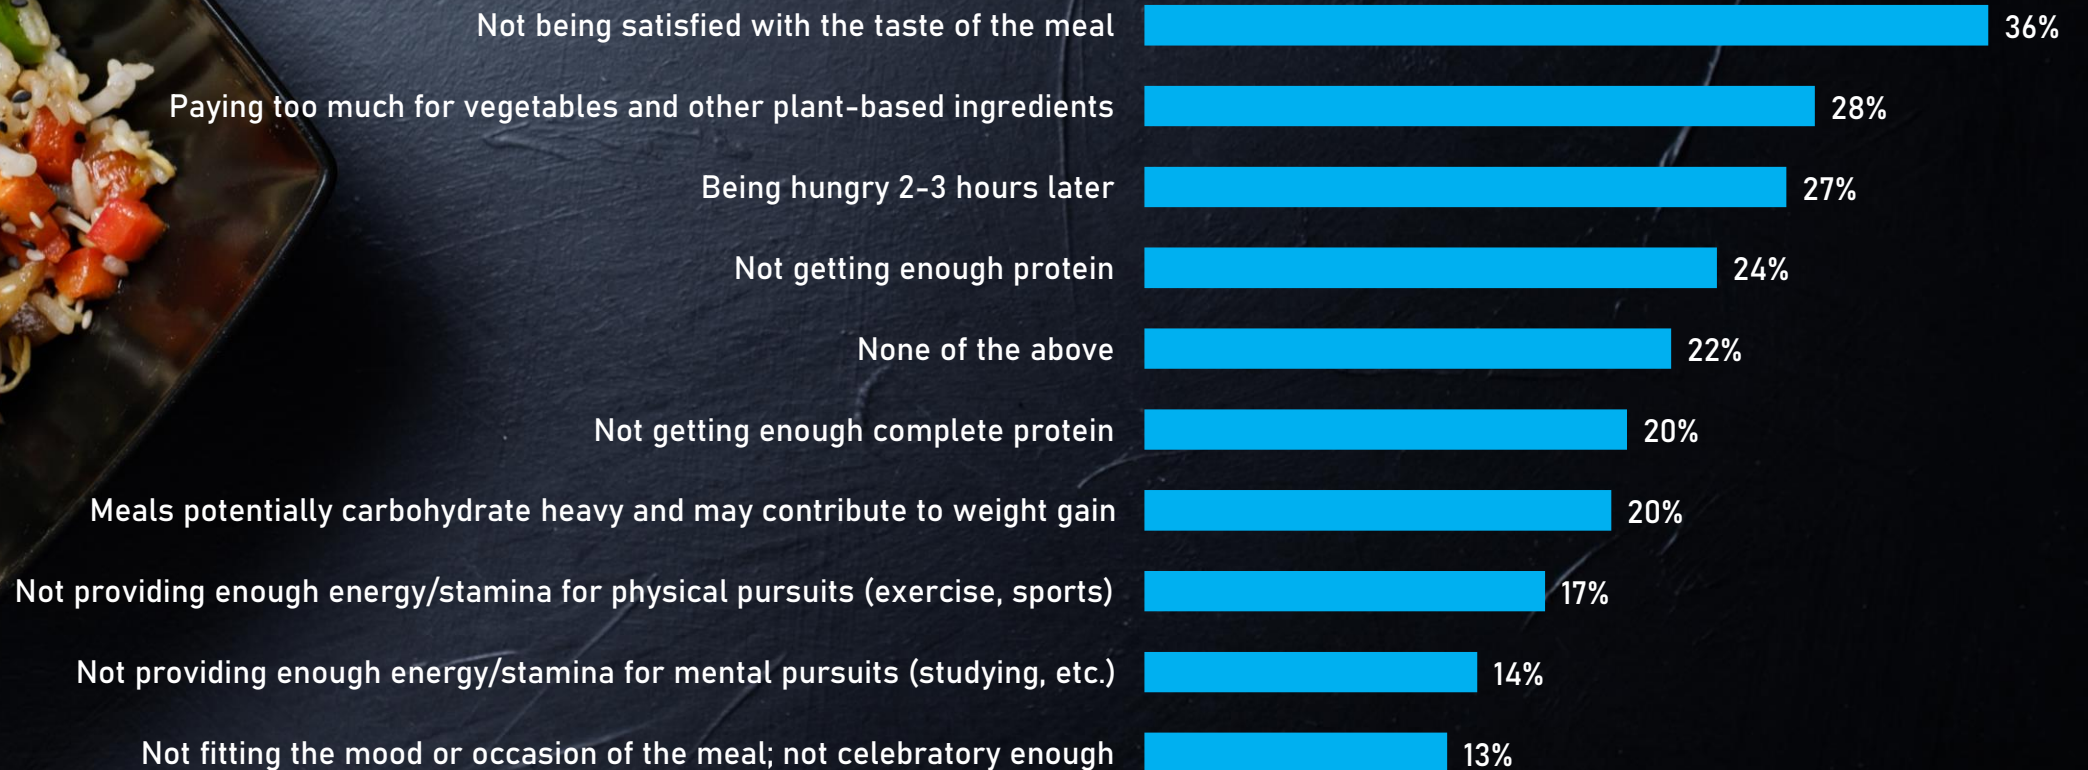 Not being satisfied with the taste of the meal 36%
Paying too much for vegetables and other plant-based ingredients 28%
Being hungry 2-3 hours later 27%
Not getting enough protein 24%
None of the above 22%
Not getting enough complete protein 20%
Meals potentially carbohydrate heavy and may contribute to weight gain 20%
Not providing enough energy/stamina for physical pursuits (exercise, sports) 17%
Not providing enough energy/stamina for mental pursuits (studying, etc.) 14%
Not fitting the mood or occasion of the meal; not celebratory enough 13%